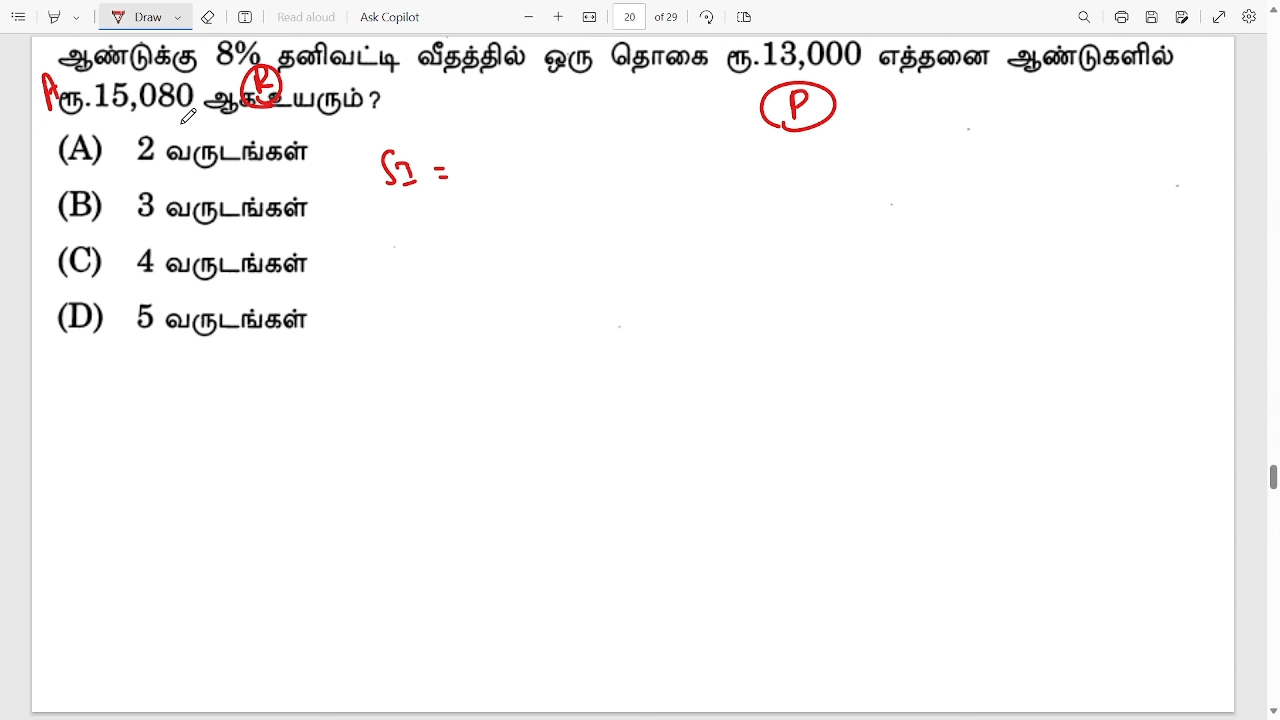 Draw
Read aloud
Ask Copilot
20
of 29
ஆண்டுக்கு 8% தனிவட்டி வீதத்தில் ஒரு தொகை ரூ.13,000 எத்தனை ஆண்டுகளில்
A ரூ.15,080 ஆக உயரும் ?
R
P
(A) 2 வருடங்கள்
SI =
(B) 3 வருடங்கள்
(C) 4 வருடங்கள்
(D) 5 வருடங்கள்